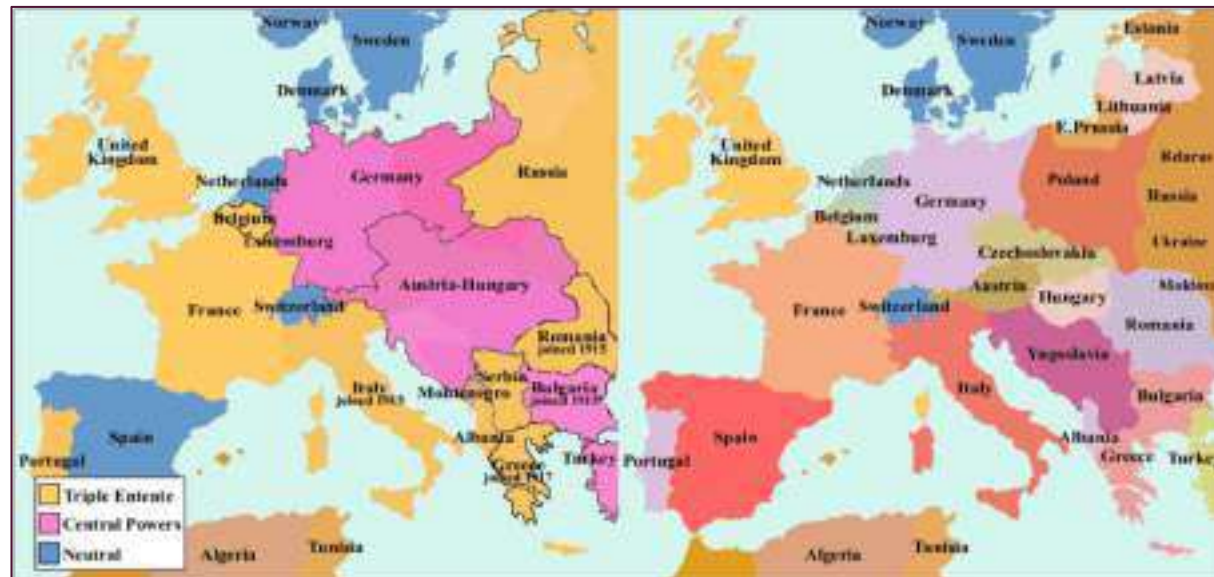 Norway
Sweden
Denmark
United
Kingdom
Netherlands
Germany
Russia
Belgium
Luxemburg
Austria-Hungary
France
Switzerland
Romania
joined 1915
Serbia
Italy
joined 1915
Montenegro
Bulgaria
joined 1915
Spain
Albania
Portugal
Greece
joined 1917
Turkey
Triple Entente
Central Powers
Neutral
Algeria
Tunisia
Norway
Sweden
Estonia
Latvia
Denmark
Lithuania
E.Prussia
United
Kingdom
Netherlands
Poland
Russia
Germany
Belgium
Luxemburg
Ukraine
Czechoslovakia
Austria
Hungary
Switzerland
France
Romania
Yugoslavia
Italy
Bulgaria
Spain
Albania
Portugal
Greece
Turkey
Algeria
Tunisia